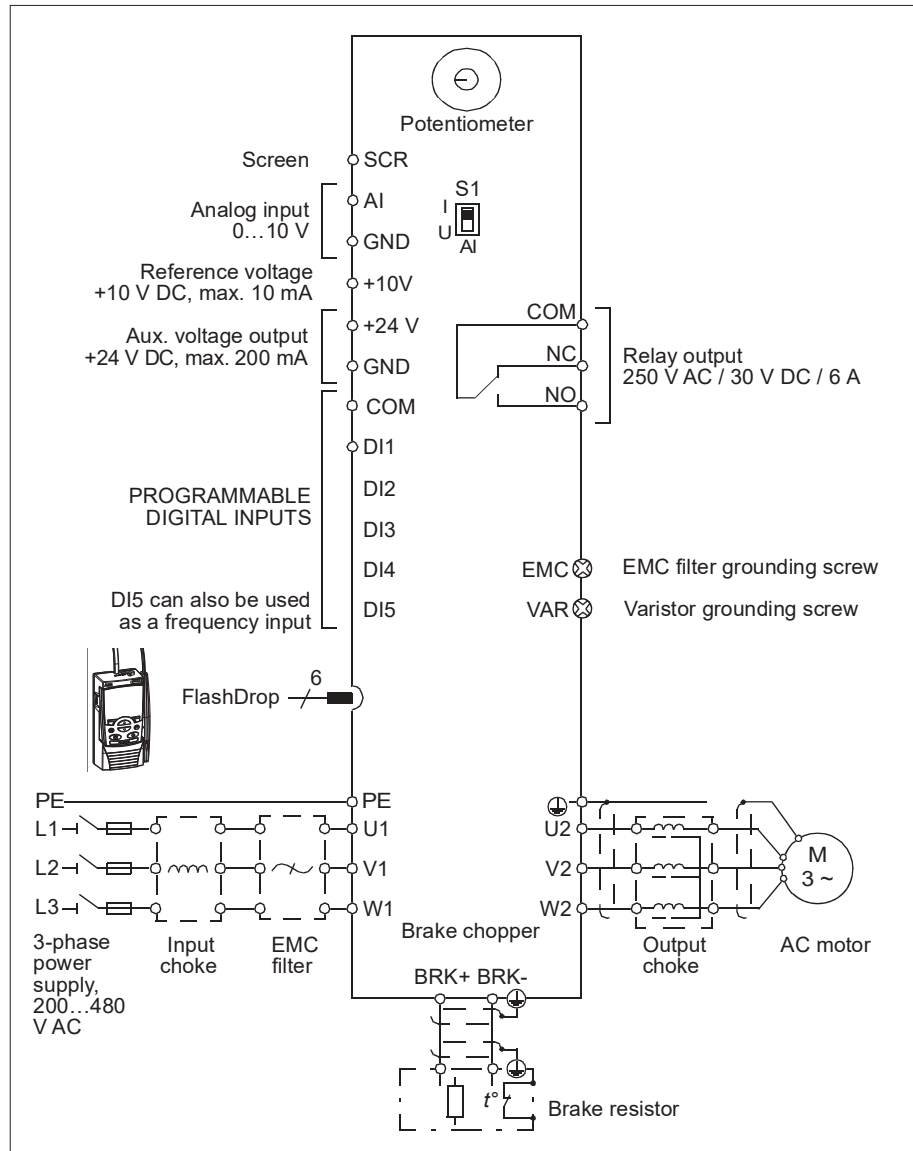 Potentiometer
Screen
SCR
S1
AI
I
Analog input
0...10 V
U
AI
GND
Reference voltage
+10 V DC, max. 10 mA
+10V
COM
Aux. voltage output
+24 V DC, max. 200 mA
+24 V
NC
Relay output
250 V AC / 30 V DC / 6 A
GND
NO
COM
DI1
PROGRAMMABLE
DIGITAL INPUTS
DI2
DI3
DI4
EMC
EMC filter grounding screw
DI5 can also be used
as a frequency input
DI5
VAR
Varistor grounding screw
6
FlashDrop
PE
PE
L1
U1
U2
L2
V1
V2
M
3 ~
L3
W1
W2
3-phase
power
supply,
200...480
V AC
Input
choke
EMC
filter
Brake chopper
Output
choke
AC motor
BRK+ BRK-
t°
Brake resistor